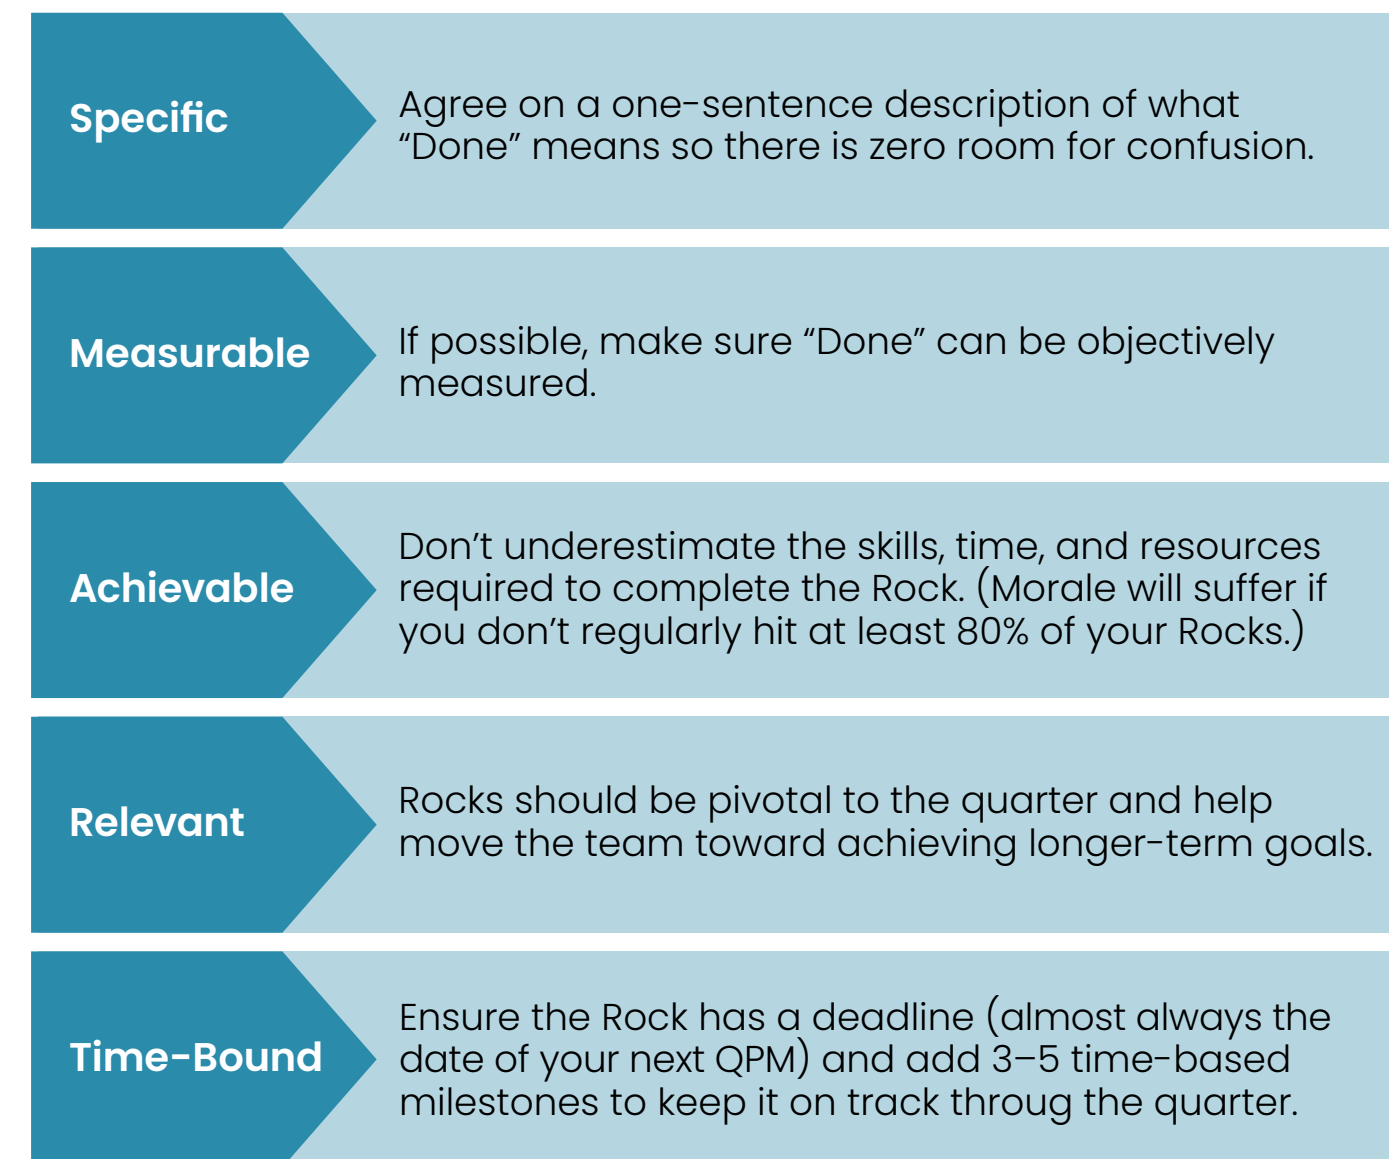 Specific
Agree on a one-sentence description of what
“Done” means so there is zero room for confusion.
Measurable
If possible, make sure “Done” can be objectively
measured.
Achievable
Don’t underestimate the skills, time, and resources
required to complete the Rock. (Morale will suffer if
you don’t regularly hit at least 80% of your Rocks.)
Relevant
Rocks should be pivotal to the quarter and help
move the team toward achieving longer-term goals.
Time-Bound
Ensure the Rock has a deadline (almost always the
date of your next QPM) and add 3–5 time-based
milestones to keep it on track throug the quarter.